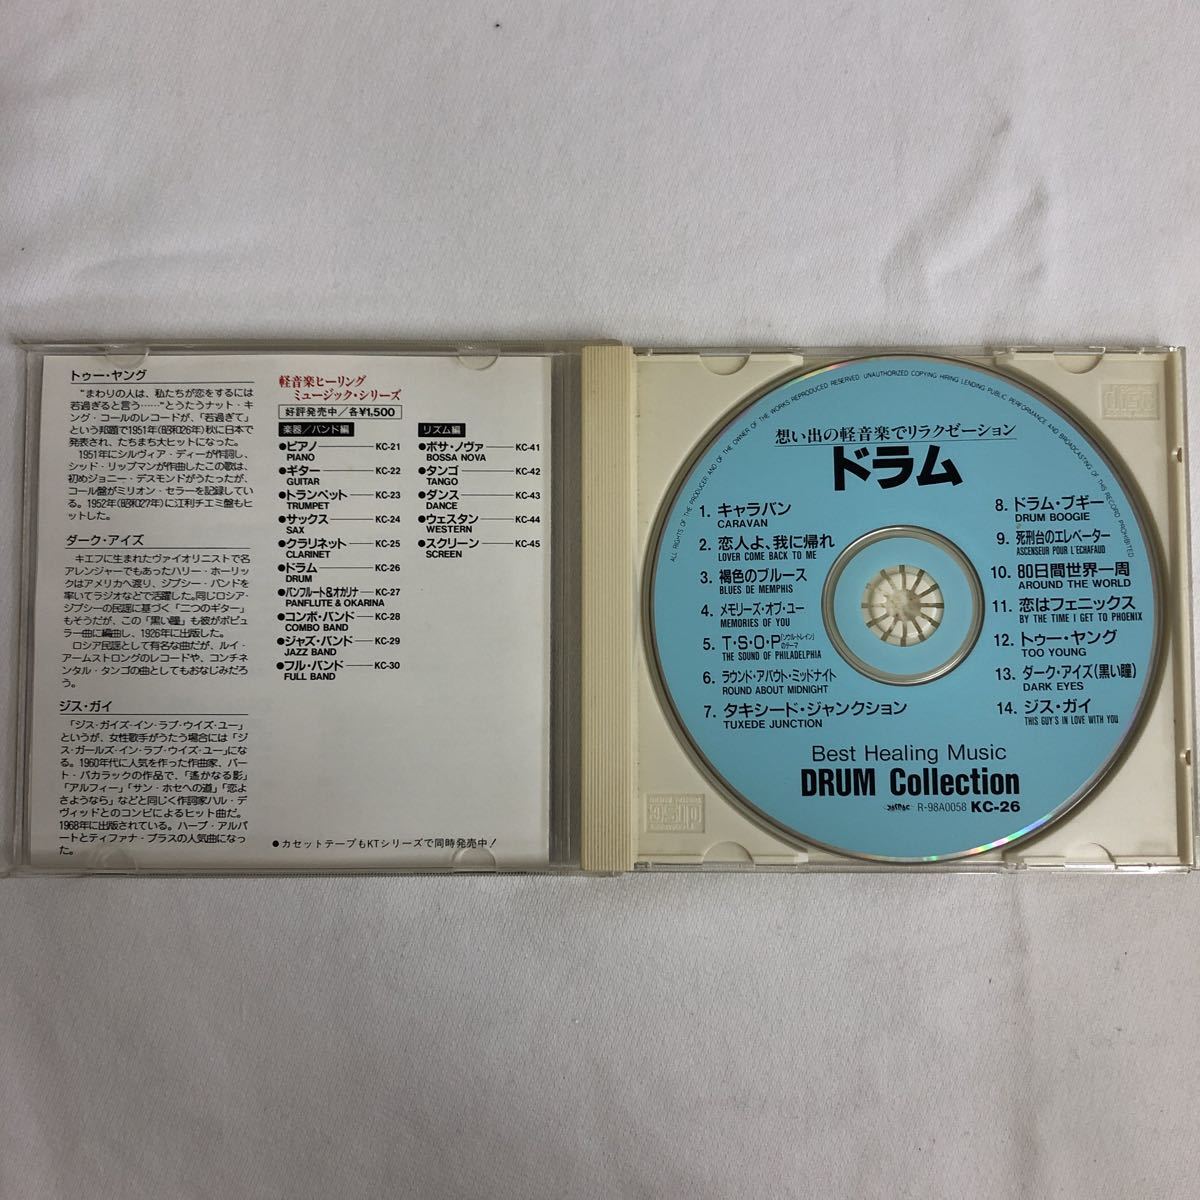 トゥー・ヤング
"まわりの人は、私たちが恋をするには
若過ぎると言う……"とうたうナット・キ
ング・コールのレコードが、「若過ぎて」
という邦題で1951年(昭和26年)秋に日本で
発表され、たちまち大ヒットになった。
1951年にシルヴィア・ディーが作詞し、
シッド・リップマンが作曲したこの歌は、
初めジョニー・デスモンドがうたったが、
コール盤がミリオン・セラーを記録してい
る。1952年(昭和27年)に江利チエミ盤もヒ
ットした。
ダーク・アイズ
キエフに生まれたヴァイオリニストで名
アレンジャーでもあったハリー・ホーリッ
クはアメリカへ渡り、ジプシー・バンドを
率いてラジオなどで活躍した。同じロシア・
ジプシーの民謡に基づく「二つのギター」
もそうだが、この「黒い瞳」も彼がポピュ
ラー曲に編曲し、1926年に出版した。
ロシア民謡として有名な曲だが、ルイ・
アームストロングのレコードや、コンチネ
ンタル・タンゴの曲としてもおなじみだろ
う。
ジス・ガイ
「ジス・ガイズ・イン・ラブ・ウイズ・ユー」
というが、女性歌手がうたう場合には「ジ
ス・ガールズ・イン・ラブ・ウイズ・ユー」にな
る。1960年代に人気を作った作曲家、バー
ト・バカラックの作品で、「遙かなる影」
「アルフィー」「サン・ホセへの道」「恋よ
さようなら」などと同じく作詞家ハル・デ
ヴィッドとのコンビによるヒット曲だ。
1968年に出版されている。ハーブ・アルパ
ートとティファナ・ブラスの人気曲になっ
た。
軽音楽ヒーリング
ミュージック・シリーズ
好評発売中／各¥1,500
楽器／バンド編
●ピアノ KC-21
PIANO
●ギター KC-22
GUITAR
●トランペット KC-23
TRUMPET
●サックス KC-24
SAX
●クラリネット KC-25
CLARINET
●ドラム KC-26
DRUM
●パンフルート&オカリナ KC-27
PANFLUTE & OKARINA
●コンボ・バンド KC-28
COMBO BAND
●ジャズ・バンド KC-29
JAZZ BAND
●フル・バンド KC-30
FULL BAND
リズム編
●ボサ・ノヴァ KC-41
BOSSA NOVA
●タンゴ KC-42
TANGO
●ダンス KC-43
DANCE
●ウェスタン KC-44
WESTERN
●スクリーン KC-45
SCREEN
●カセットテープもKTシリーズで同時発売中！
ALL RIGHTS OF THE PRODUCER AND OF THE OWNER OF THE WORKS REPRODUCED RESERVED UNAUTHORIZED COPYING HIRING LENDING PUBLIC PERFORMANCE AND BROADCASTING OF THIS RECORD PROHIBITED
想い出の軽音楽でリラクゼーション
ドラム
1. キャラバン
CARAVAN
2. 恋人よ、我に帰れ
LOVER COME BACK TO ME
3. 褐色のブルース
BLUES DE MEMPHIS
4. メモリーズ・オブ・ユー
MEMORIES OF YOU
5. T・S・O・P(ソウル・トレインのテーマ)
THE SOUND OF PHILADELPHIA
6. ラウンド・アバウト・ミッドナイト
ROUND ABOUT MIDNIGHT
7. タキシード・ジャンクション
TUXEDE JUNCTION
8. ドラム・ブギー
DRUM BOOGIE
9. 死刑台のエレベーター
ASCENSEUR POUR L'ECHAFAUD
10. 80日間世界一周
AROUND THE WORLD
11. 恋はフェニックス
BY THE TIME I GET TO PHOENIX
12. トゥー・ヤング
TOO YOUNG
13. ダーク・アイズ(黒い瞳)
DARK EYES
14. ジス・ガイ
THIS GUY'S IN LOVE WITH YOU
Best Healing Music
DRUM Collection
R-98A0058 KC-26